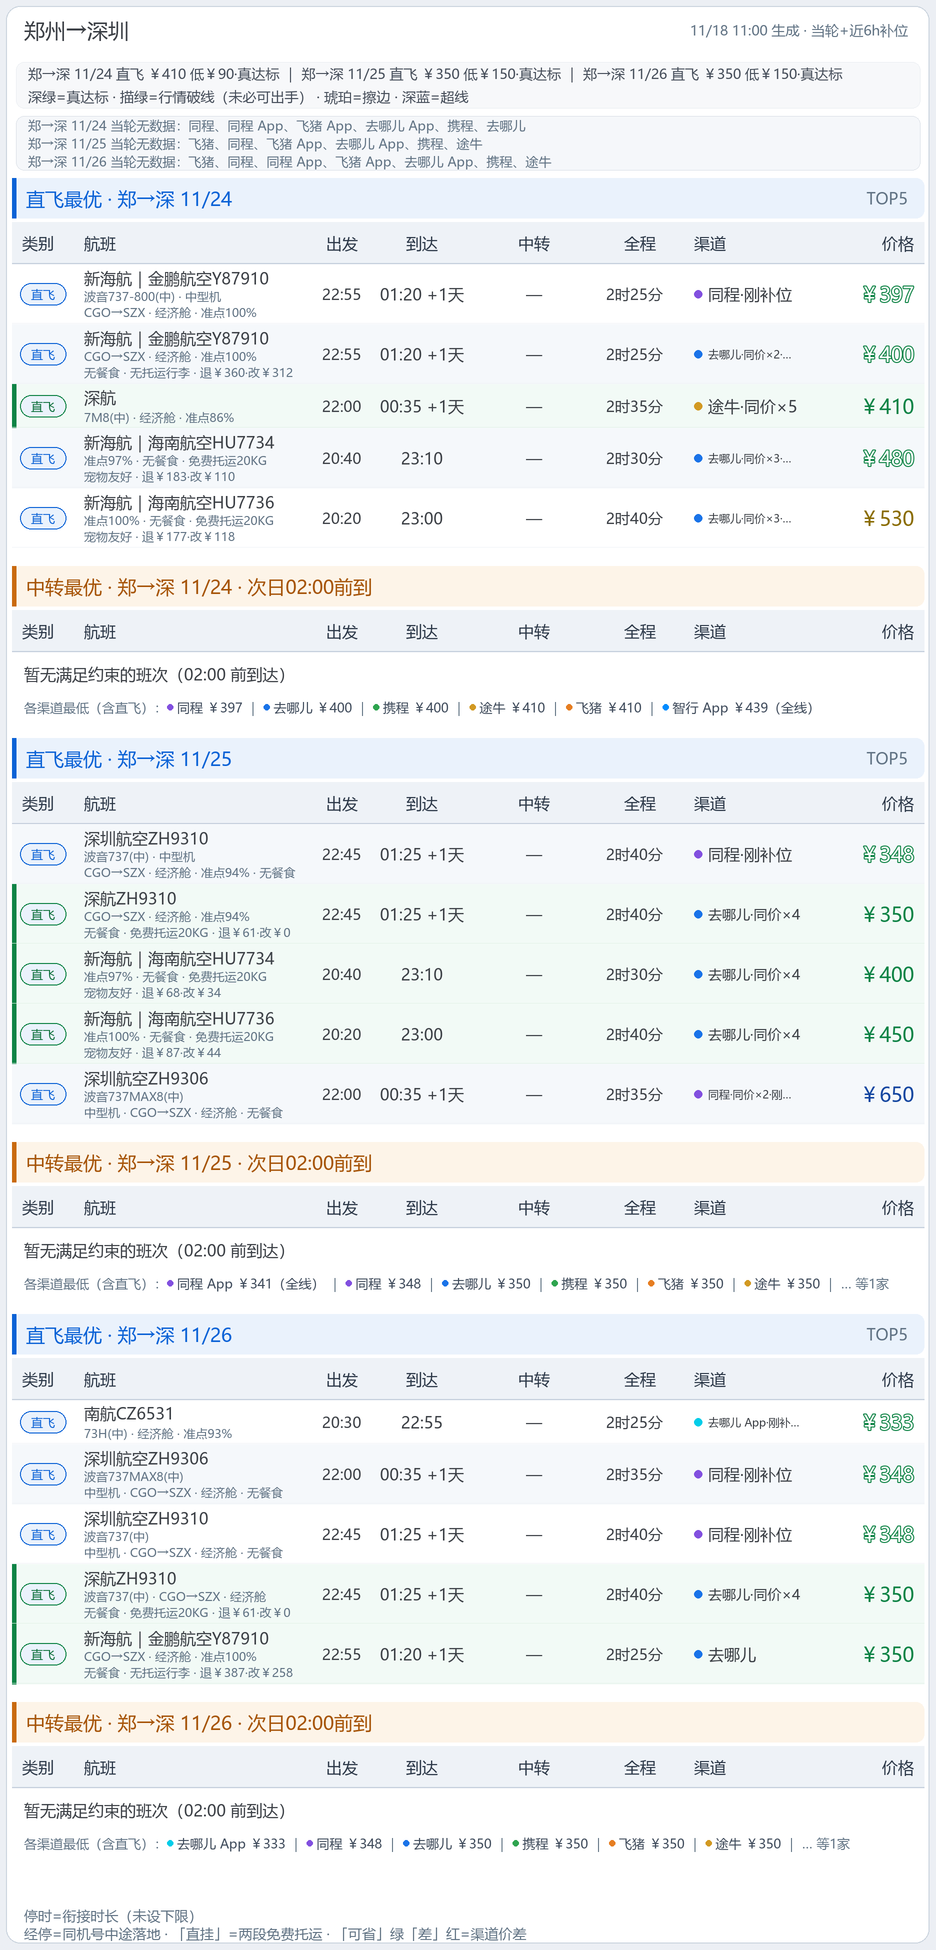 郑州→深圳
11/18 11:00 生成 · 当轮+近6h补位
郑→深 11/24 直飞 ¥410 低¥90·真达标 | 郑→深 11/25 直飞 ¥350 低¥150·真达标 | 郑→深 11/26 直飞 ¥350 低¥150·真达标
深绿=真达标 · 描绿=行情破线（未必可出手） · 琥珀=擦边 · 深蓝=超线
郑→深 11/24 当轮无数据：同程、同程 App、飞猪 App、去哪儿 App、携程、去哪儿
郑→深 11/25 当轮无数据：飞猪、同程、飞猪 App、去哪儿 App、携程、途牛
郑→深 11/26 当轮无数据：飞猪、同程、同程 App、飞猪 App、去哪儿 App、携程、途牛
直飞最优 · 郑→深 11/24 TOP5
类别 航班 出发 到达 中转 全程 渠道 价格
新海航 | 金鹏航空Y87910
波音737-800(中) · 中型机
直飞 22:55 01:20 +1天 — 2时25分 同程·刚补位 ¥397
CGO→SZX · 经济舱 · 准点100%
新海航 | 金鹏航空Y87910
直飞 CGO→SZX · 经济舱 · 准点100% 22:55 01:20 +1天 — 2时25分 去哪儿·同价×2·… ¥400
无餐食 · 无托运行李 · 退¥360·改¥312
深航
直飞 22:00 00:35 +1天 — 2时35分 途牛·同价×5 ¥410
7M8(中) · 经济舱 · 准点86%
新海航 | 海南航空HU7734
直飞 准点97% · 无餐食 · 免费托运20KG 20:40 23:10 — 2时30分 去哪儿·同价×3·… ¥480
宠物友好 · 退¥183·改¥110
新海航 | 海南航空HU7736
直飞 准点100% · 无餐食 · 免费托运20KG 20:20 23:00 — 2时40分 去哪儿·同价×3·… ¥530
宠物友好 · 退¥177·改¥118
中转最优 · 郑→深 11/24 · 次日02:00前到
类别 航班 出发 到达 中转 全程 渠道 价格
暂无满足约束的班次（02:00 前到达）
各渠道最低（含直飞）: 同程 ¥397 | 去哪儿 ¥400 | 携程 ¥400 | 途牛 ¥410 | 飞猪 ¥410 | 智行 App ¥439（全线）
直飞最优 · 郑→深 11/25 TOP5
类别 航班 出发 到达 中转 全程 渠道 价格
深圳航空ZH9310
直飞 波音737(中) · 中型机 22:45 01:25 +1天 — 2时40分 同程·刚补位 ¥348
CGO→SZX · 经济舱 · 准点94% · 无餐食
深航ZH9310
直飞 CGO→SZX · 经济舱 · 准点94% 22:45 01:25 +1天 — 2时40分 去哪儿·同价×4 ¥350
无餐食 · 免费托运20KG · 退¥61·改¥0
新海航 | 海南航空HU7734
直飞 准点97% · 无餐食 · 免费托运20KG 20:40 23:10 — 2时30分 去哪儿·同价×4 ¥400
宠物友好 · 退¥68·改¥34
新海航 | 海南航空HU7736
直飞 准点100% · 无餐食 · 免费托运20KG 20:20 23:00 — 2时40分 去哪儿·同价×4 ¥450
宠物友好 · 退¥87·改¥44
深圳航空ZH9306
直飞 波音737MAX8(中) 22:00 00:35 +1天 — 2时35分 同程·同价×2·刚… ¥650
中型机 · CGO→SZX · 经济舱 · 无餐食
中转最优 · 郑→深 11/25 · 次日02:00前到
类别 航班 出发 到达 中转 全程 渠道 价格
暂无满足约束的班次（02:00 前到达）
各渠道最低（含直飞）: 同程 App ¥341（全线） | 同程 ¥348 | 去哪儿 ¥350 | 携程 ¥350 | 飞猪 ¥350 | 途牛 ¥350 | … 等1家
直飞最优 · 郑→深 11/26 TOP5
类别 航班 出发 到达 中转 全程 渠道 价格
南航CZ6531
直飞 20:30 22:55 — 2时25分 去哪儿 App·刚补… ¥333
73H(中) · 经济舱 · 准点93%
深圳航空ZH9306
直飞 波音737MAX8(中) 22:00 00:35 +1天 — 2时35分 同程·刚补位 ¥348
中型机 · CGO→SZX · 经济舱 · 无餐食
深圳航空ZH9310
直飞 波音737(中) 22:45 01:25 +1天 — 2时40分 同程·刚补位 ¥348
中型机 · CGO→SZX · 经济舱 · 无餐食
深航ZH9310
直飞 波音737(中) · CGO→SZX · 经济舱 22:45 01:25 +1天 — 2时40分 去哪儿·同价×4 ¥350
无餐食 · 免费托运20KG · 退¥61·改¥0
新海航 | 金鹏航空Y87910
直飞 CGO→SZX · 经济舱 · 准点100% 22:55 01:20 +1天 — 2时25分 去哪儿 ¥350
无餐食 · 无托运行李 · 退¥387·改¥258
中转最优 · 郑→深 11/26 · 次日02:00前到
类别 航班 出发 到达 中转 全程 渠道 价格
暂无满足约束的班次（02:00 前到达）
各渠道最低（含直飞）: 去哪儿 App ¥333 | 同程 ¥348 | 去哪儿 ¥350 | 携程 ¥350 | 飞猪 ¥350 | 途牛 ¥350 | … 等1家
停时=衔接时长（未设下限）
经停=同机号中途落地 · 「直挂」=两段免费托运 · 「可省」绿「差」红=渠道价差